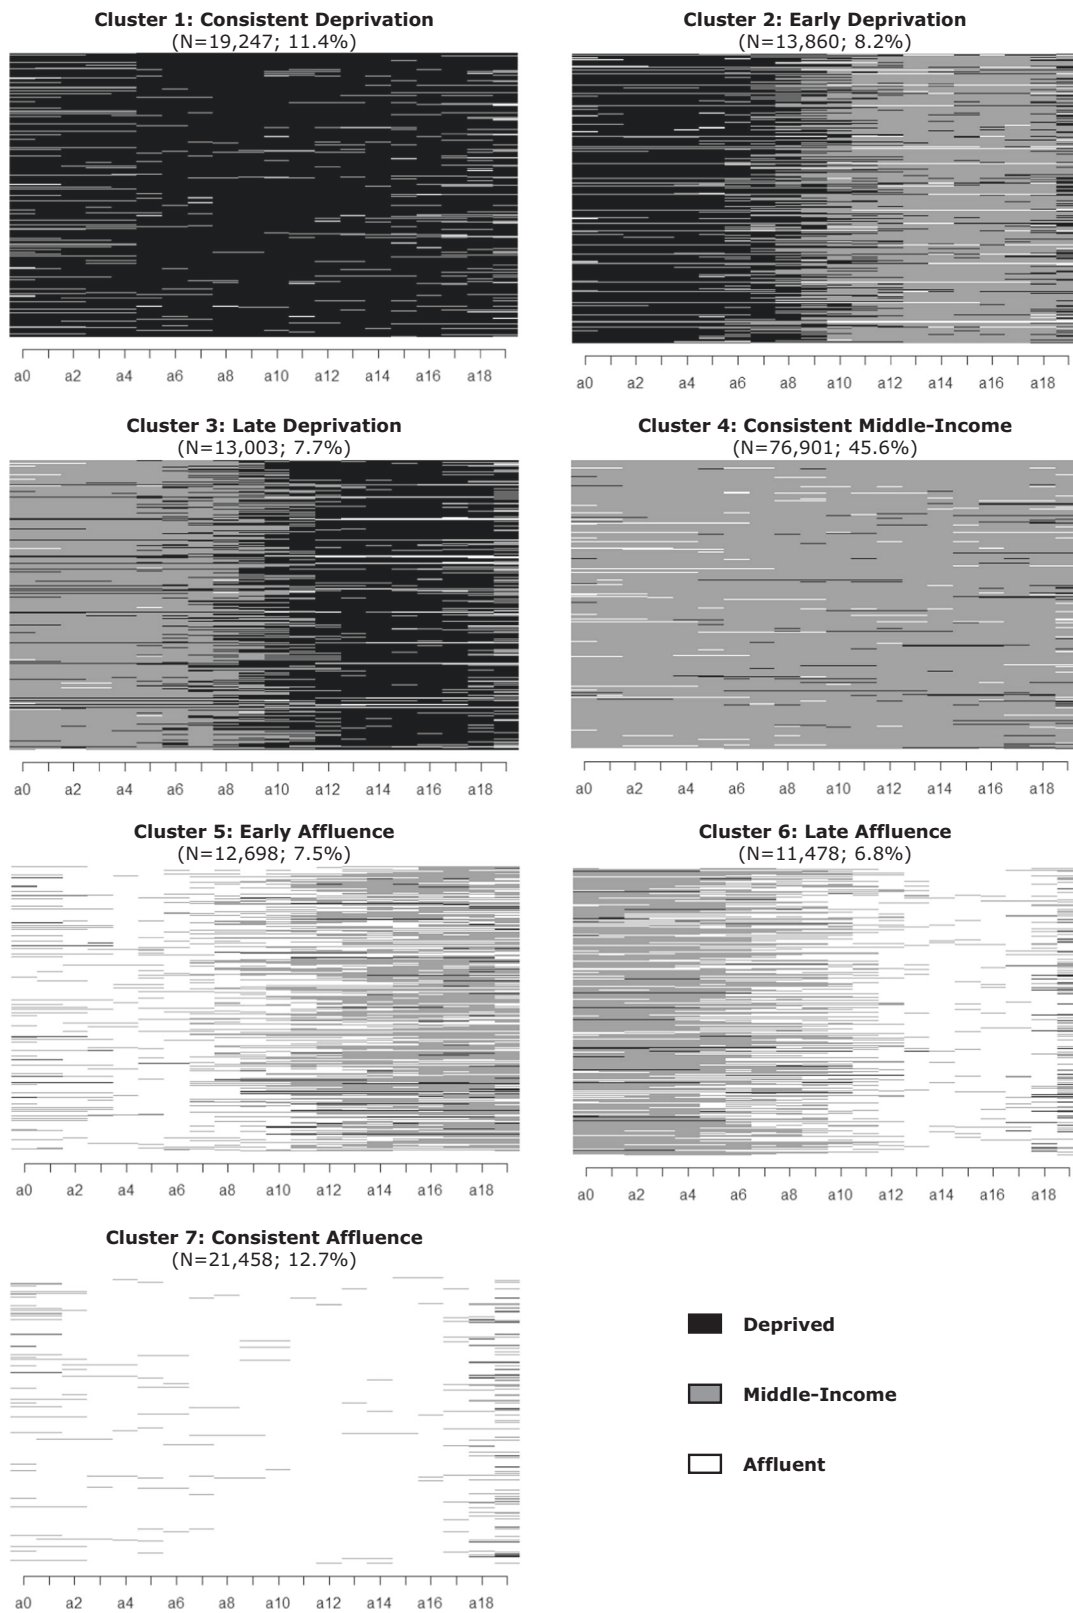 Cluster 1: Consistent Deprivation
(N=19,247; 11.4%)
a0 a2 a4 a6 a8 a10 a12 a14 a16 a18
Cluster 2: Early Deprivation
(N=13,860; 8.2%)
a0 a2 a4 a6 a8 a10 a12 a14 a16 a18
Cluster 3: Late Deprivation
(N=13,003; 7.7%)
a0 a2 a4 a6 a8 a10 a12 a14 a16 a18
Cluster 4: Consistent Middle-Income
(N=76,901; 45.6%)
a0 a2 a4 a6 a8 a10 a12 a14 a16 a18
Cluster 5: Early Affluence
(N=12,698; 7.5%)
a0 a2 a4 a6 a8 a10 a12 a14 a16 a18
Cluster 6: Late Affluence
(N=11,478; 6.8%)
a0 a2 a4 a6 a8 a10 a12 a14 a16 a18
Cluster 7: Consistent Affluence
(N=21,458; 12.7%)
a0 a2 a4 a6 a8 a10 a12 a14 a16 a18
Deprived
Middle-Income
Affluent